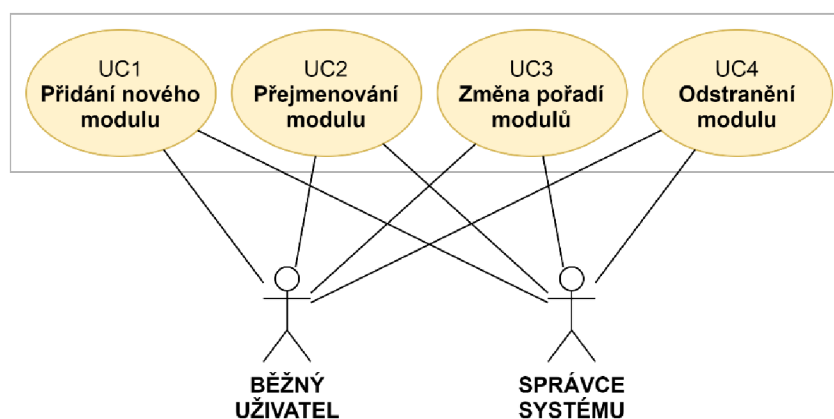 UC1
Přidání nového
modulu
UC2
Přejmenování
modulu
UC3
Změna pořadí
modulů
UC4
Odstranění
modulu
BĚŽNÝ
UŽIVATEL
SPRÁVCE
SYSTÉMU